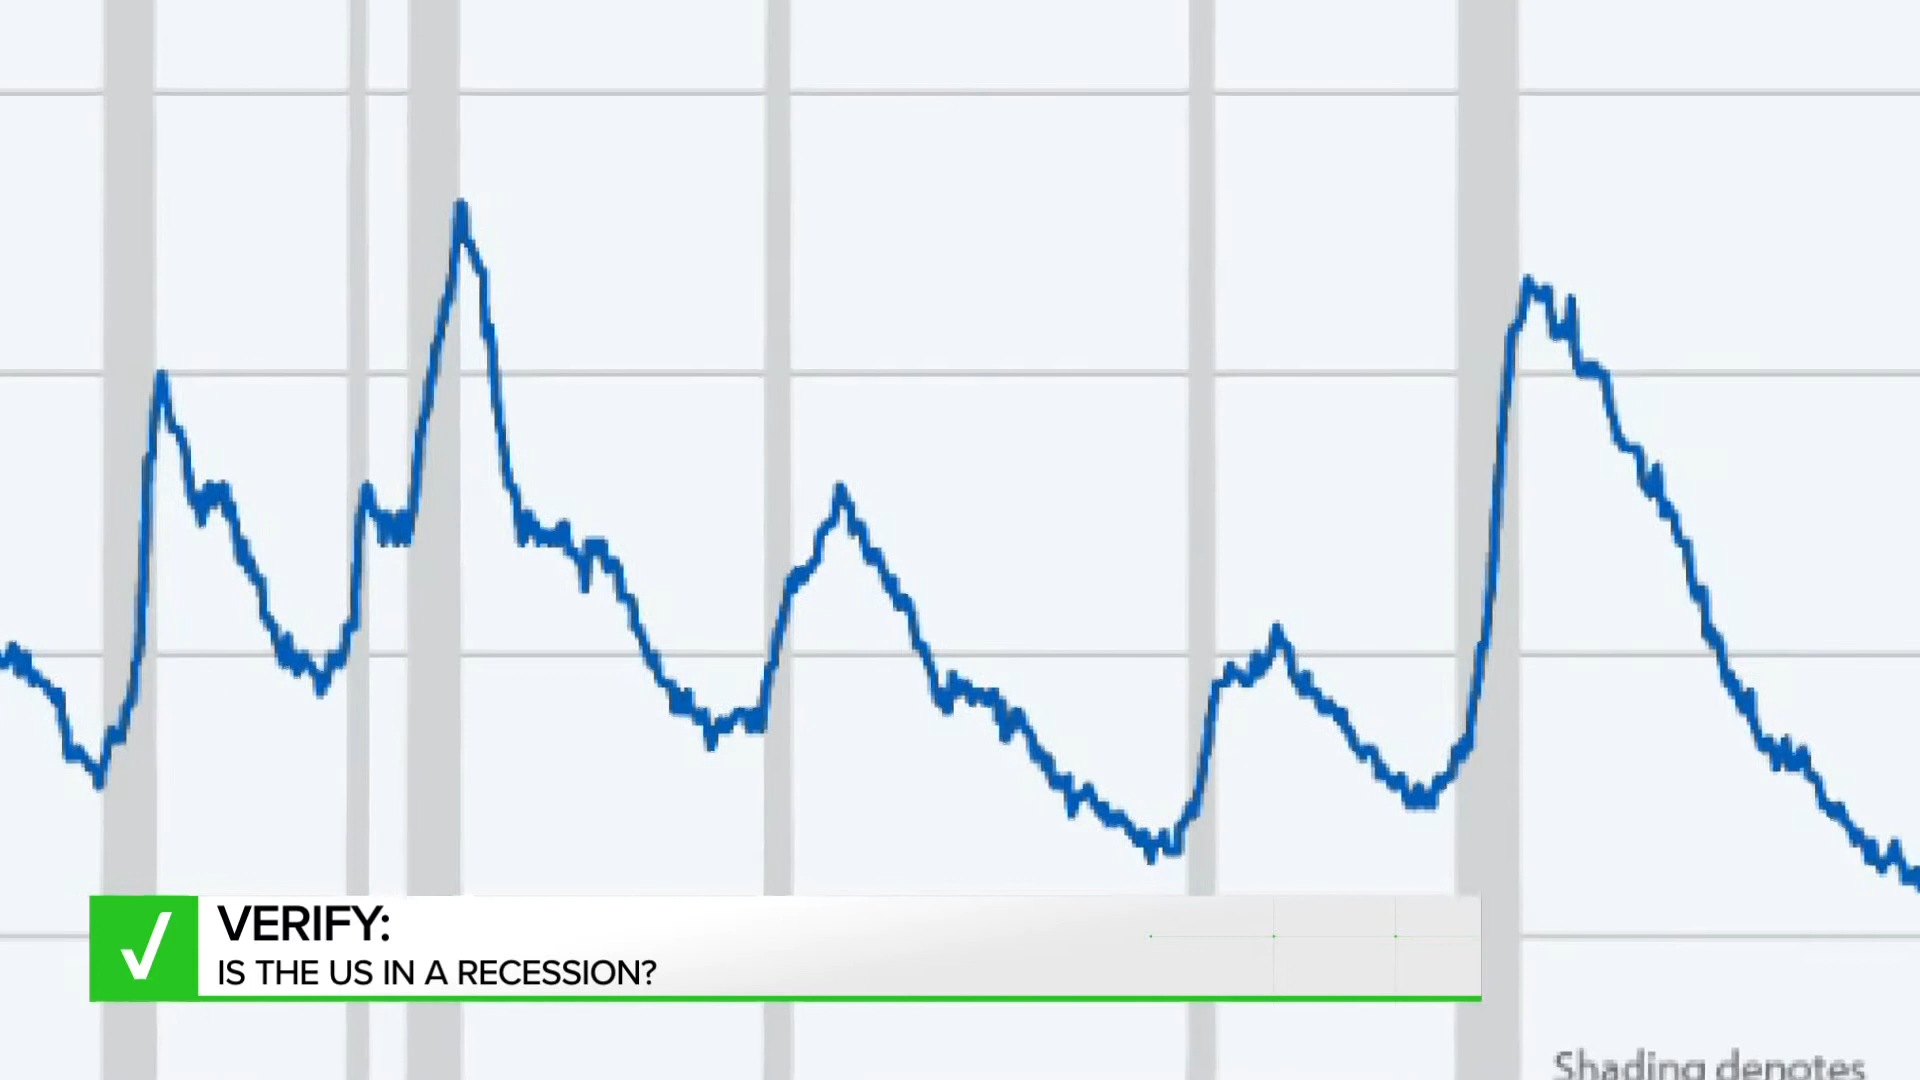 VERIFY:
IS THE US IN A RECESSION?
Shading denotes